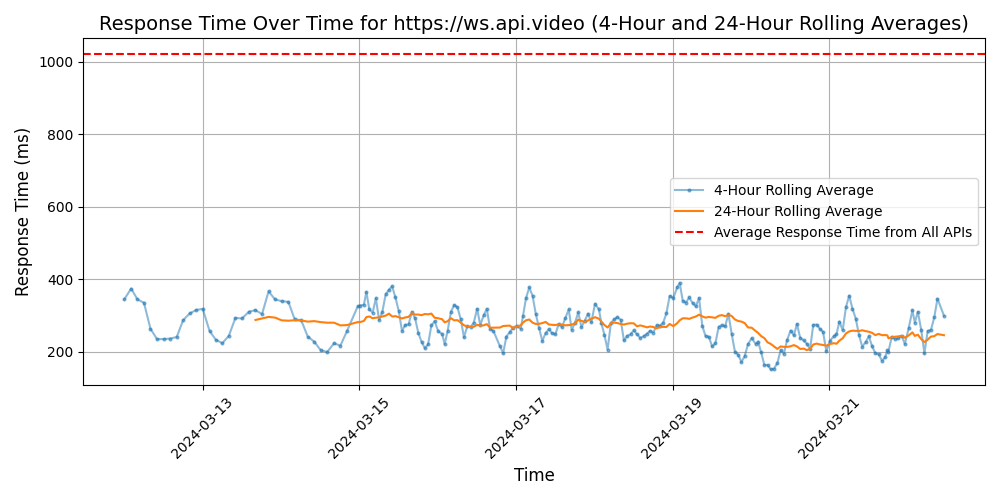 Response Time Over Time for https://ws.api.video (4-Hour and 24-Hour Rolling Averages)
Response Time (ms)
1000
800
600
400
200
4-Hour Rolling Average
24-Hour Rolling Average
Average Response Time from All APIs
2024-03-13
2024-03-15
2024-03-17
2024-03-19
2024-03-21
Time